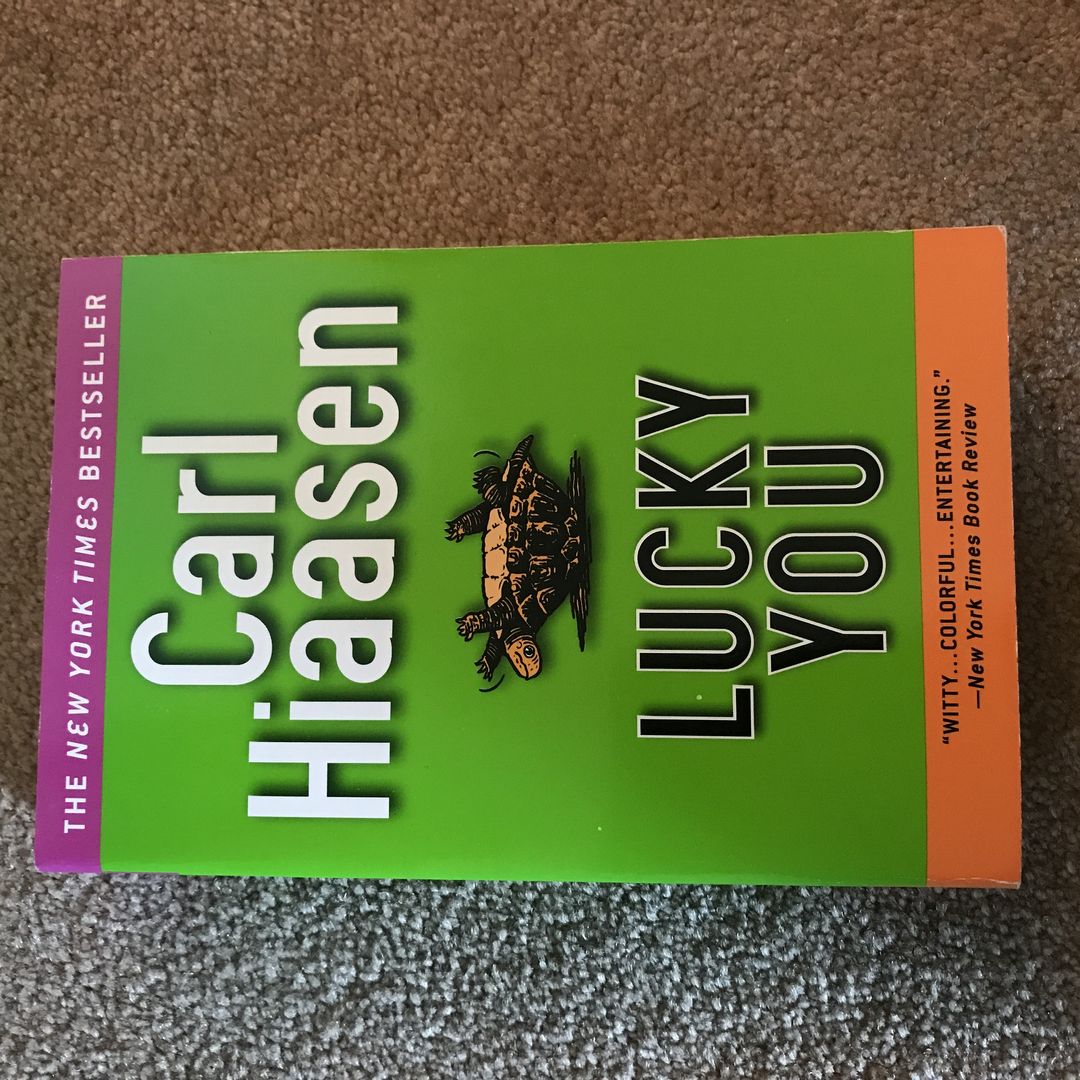 THE NEW YORK TIMES BESTSELLER
Carl
Hiaasen
LUCKY
YOU
"WITTY...COLORFUL...ENTERTAINING."
—New York Times Book Review